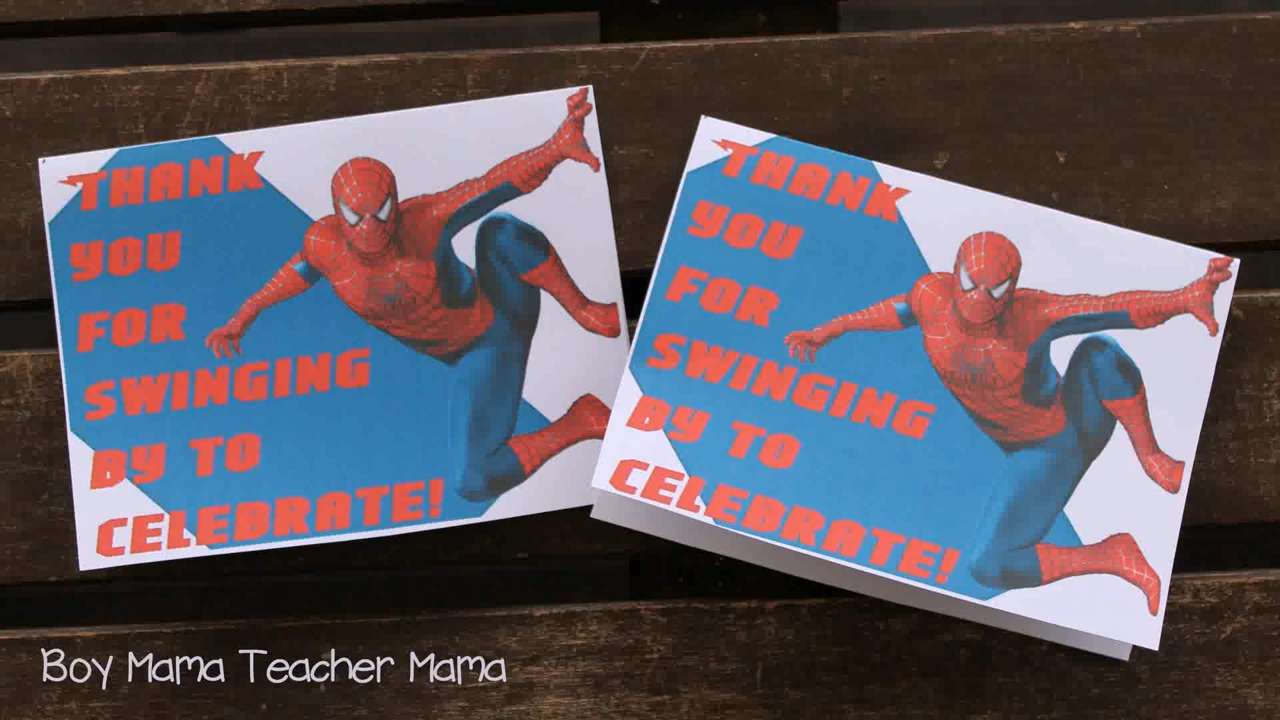 THANK
YOU
FOR
SWINGING
BY TO
CELEBRATE!
THANK
YOU
FOR
SWINGING
BY TO
CELEBRATE!
Boy Mama Teacher Mama